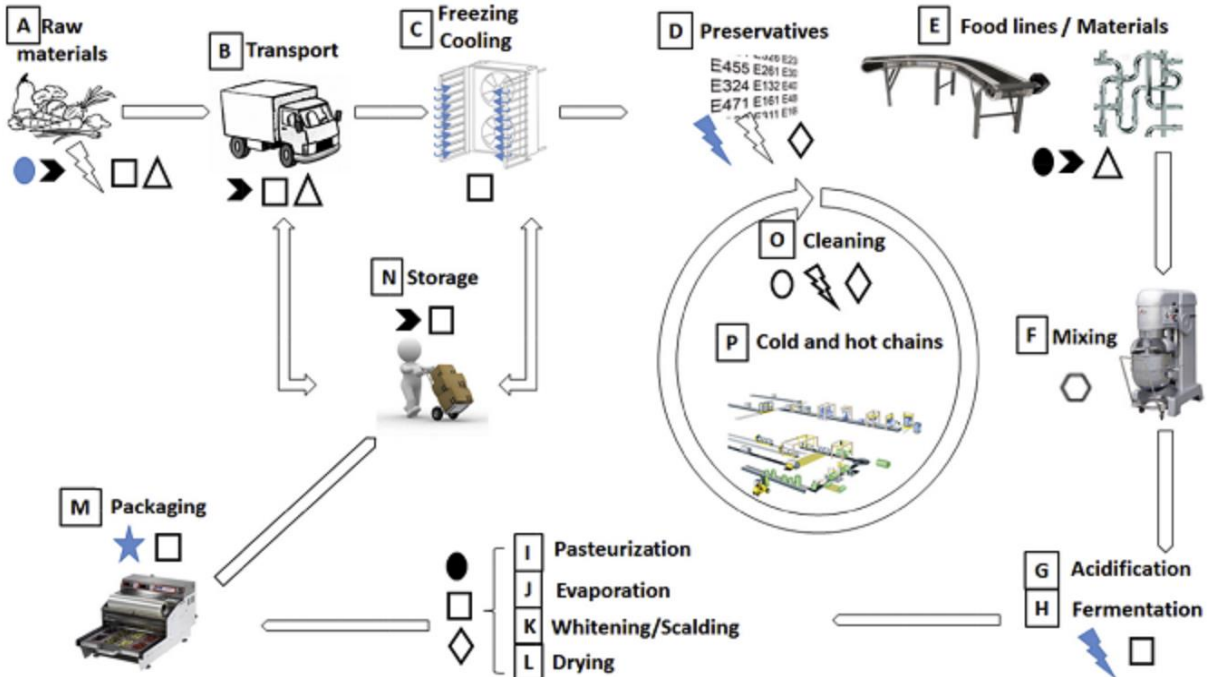 A Raw
materials
B Transport
C Freezing
Cooling
D Preservatives
E455 E261
E324 E132
E471 E161
E Food lines / Materials
O Cleaning
N Storage
P Cold and hot chains
F Mixing
M Packaging
I Pasteurization
J Evaporation
K Whitening/Scalding
L Drying
G Acidification
H Fermentation